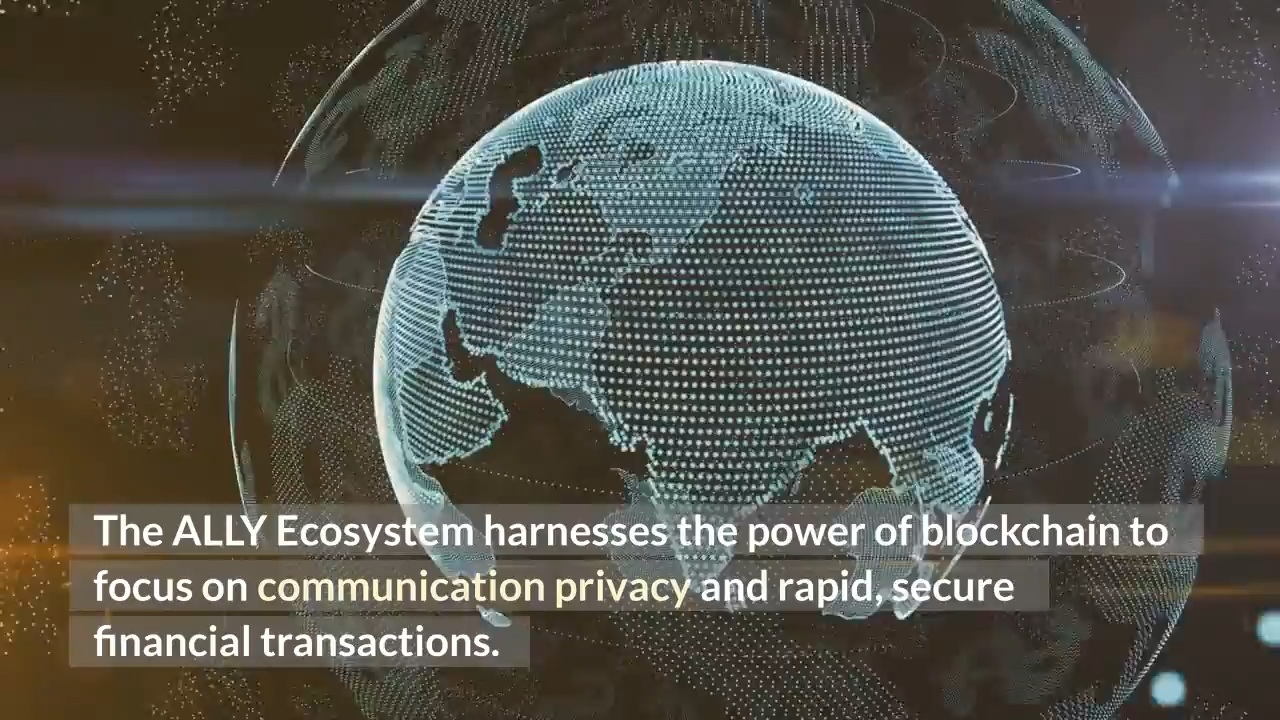 The ALLY Ecosystem harnesses the power of blockchain to
focus on communication privacy and rapid, secure
financial transactions.